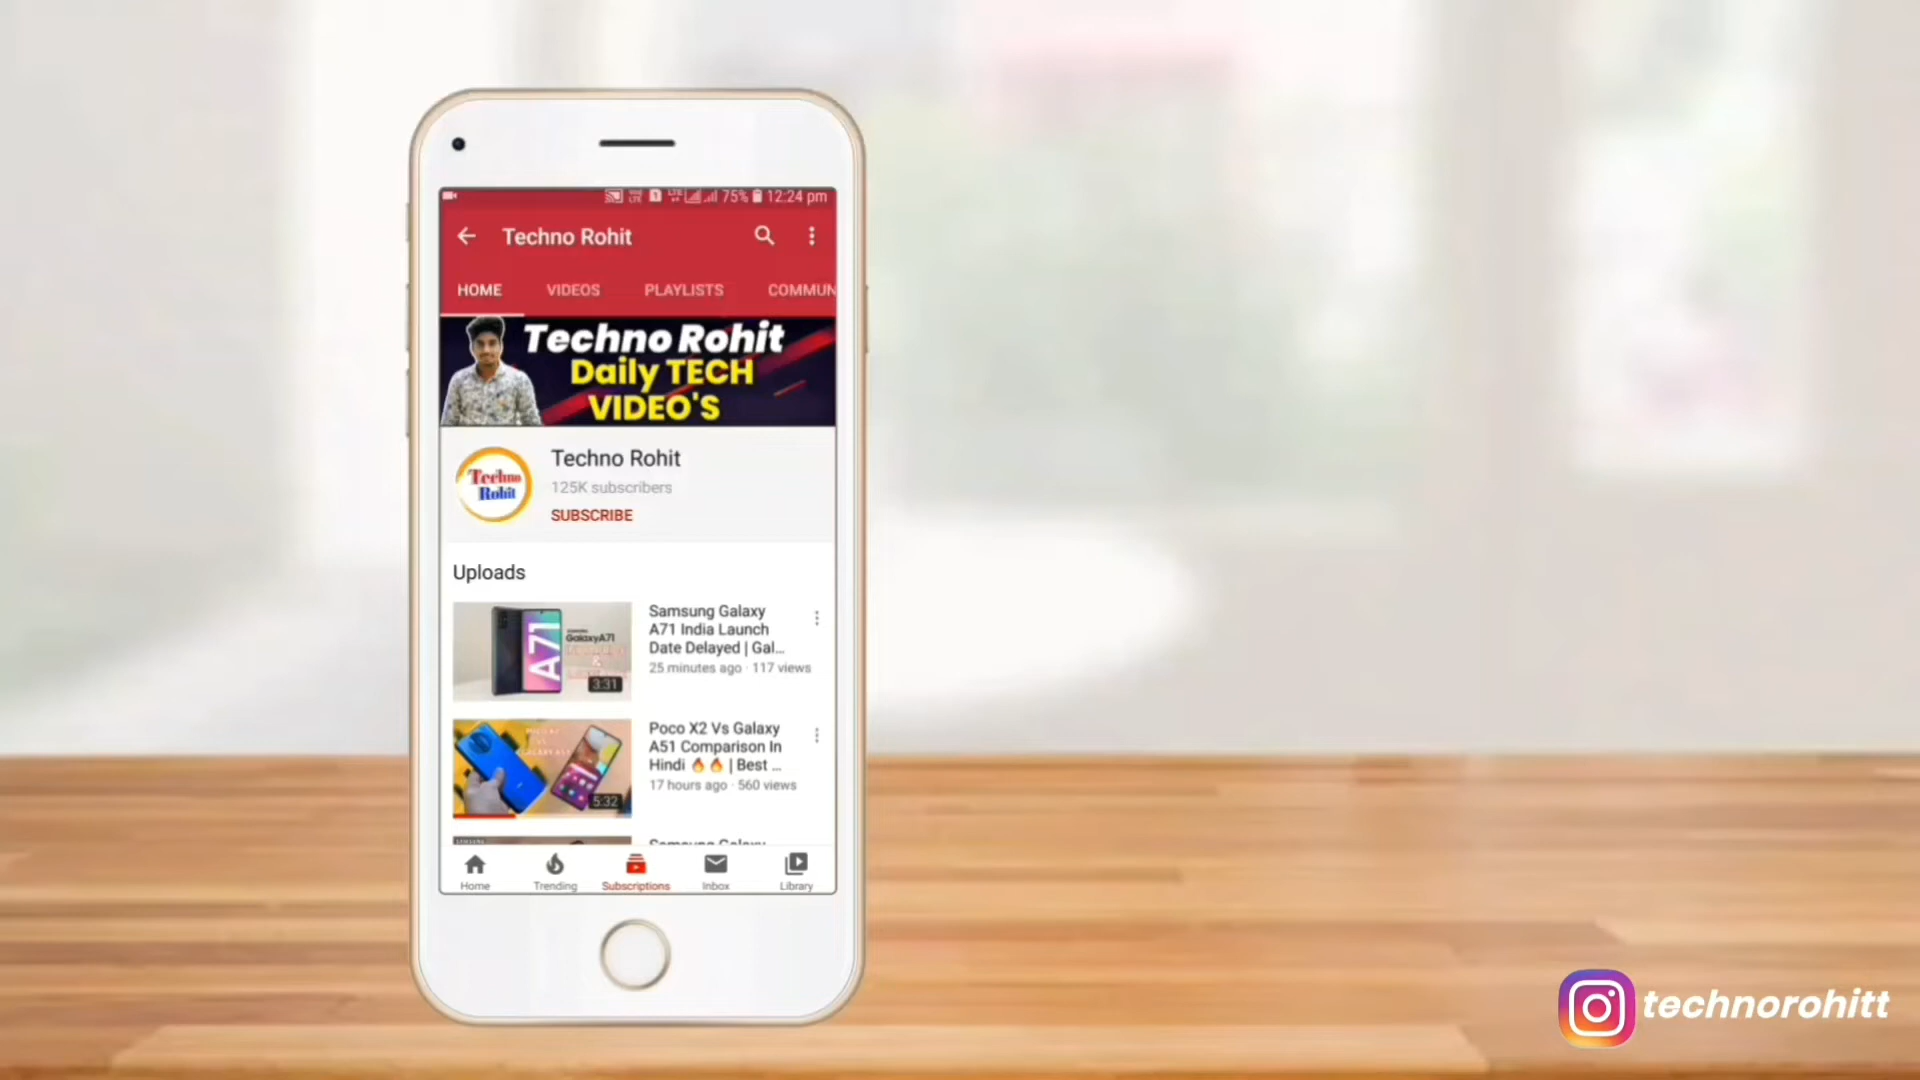 75% 12:24 pm
Techno Rohit
HOME VIDEOS PLAYLISTS COMMUN
Techno Rohit
Daily TECH
VIDEO'S
Techno
Rohit
Techno Rohit
125K subscribers
SUBSCRIBE
Uploads
GalaxyA71
A71
3:31
Samsung Galaxy
A71 India Launch
Date Delayed | Gal...
25 minutes ago · 117 views
5:32
Poco X2 Vs Galaxy
A51 Comparison In
Hindi 🔥🔥 | Best ...
17 hours ago · 560 views
Samsung Galaxy
Home Trending Subscriptions Inbox Library
technorohitt